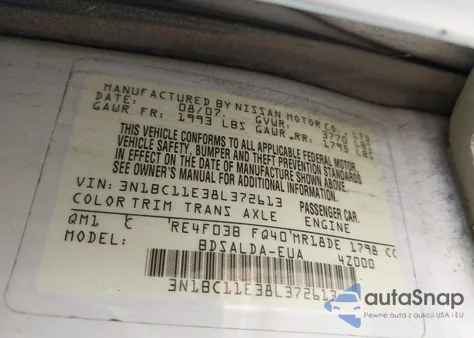 MANUFACTURED BY NISSAN MOTOR CO. LTD
DATE: 08/07. GVWR: 3770 LBS
GAWR FR: 1993 LBS GAWR RR: 1798 LBS
THIS VEHICLE CONFORMS TO ALL APPLICABLE FEDERAL MOTOR
VEHICLE SAFETY, BUMPER AND THEFT PREVENTION STANDARDS
IN EFFECT ON THE DATE OF MANUFACTURE SHOWN ABOVE.
SEE OWNER'S MANUAL FOR ADDITIONAL INFORMATION
VIN: 3N1BC11E38L372613 PASSENGER CAR
COLOR TRIM TRANS AXLE ENGINE
QM1 C RE4F03B FQ40 MR18DE 1798 CC
MODEL: BDSALDA-EUA 4Z000
3N1BC11E38L372613
autoSnap
Auta i pojazdy z aukcji USA i EU